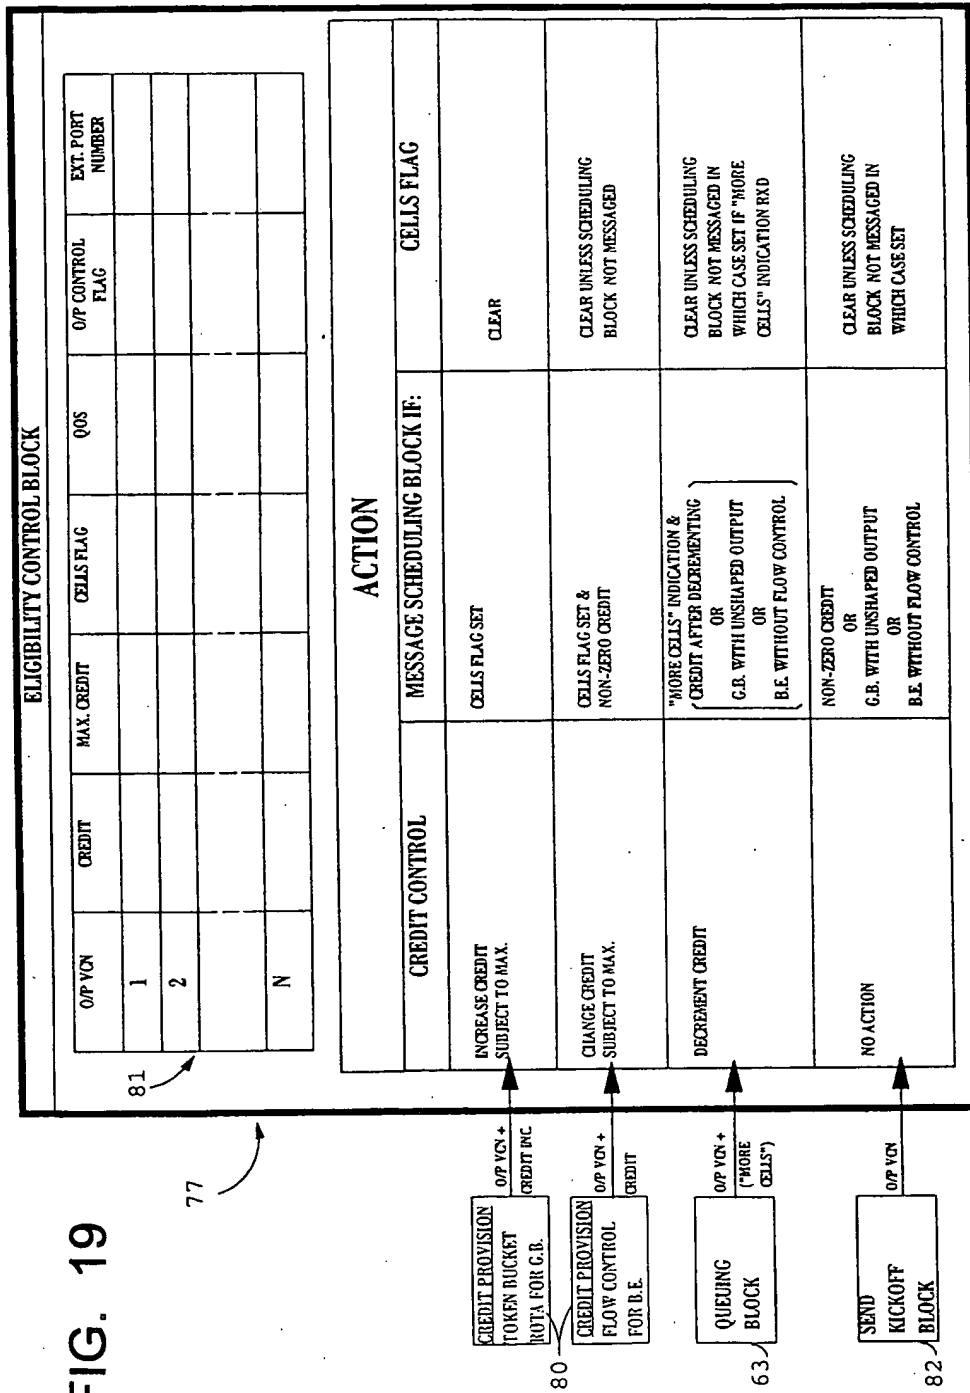 FIG. 19
77
ELIGIBILITY CONTROL BLOCK
81
O/P VCN
CREDIT
MAX. CREDIT
CELLS FLAG
QOS
O/P CONTROL
FLAG
EXT. PORT
NUMBER
1
2
N
ACTION
CREDIT CONTROL
MESSAGE SCHEDULING BLOCK IF:
CELLS FLAG
CREDIT PROVISION
TOKEN BUCKET
ROTA FOR G.B.
O/P VCN +
CREDIT INC.
INCREASE CREDIT
SUBJECT TO MAX.
CELLS FLAG SET
CLEAR
80
CREDIT PROVISION
FLOW CONTROL
FOR B.E.
O/P VCN +
CREDIT
CHANGE CREDIT
SUBJECT TO MAX.
CELLS FLAG SET &
NON-ZERO CREDIT
CLEAR UNLESS SCHEDULING
BLOCK NOT MESSAGED
63
QUEUING
BLOCK
O/P VCN +
("MORE
CELLS")
DECREMENT CREDIT
"MORE CELLS" INDICATION &
CREDIT AFTER DECREMENTING
OR
G.B. WITH UNSHAPED OUTPUT
OR
B.E. WITHOUT FLOW CONTROL
CLEAR UNLESS SCHEDULING
BLOCK NOT MESSAGED IN
WHICH CASE SET IF "MORE
CELLS" INDICATION RXD
82
SEND
KICKOFF
BLOCK
O/P VCN
NO ACTION
NON-ZERO CREDIT
OR
G.B. WITH UNSHAPED OUTPUT
OR
B.E. WITHOUT FLOW CONTROL
CLEAR UNLESS SCHEDULING
BLOCK NOT MESSAGED IN
WHICH CASE SET